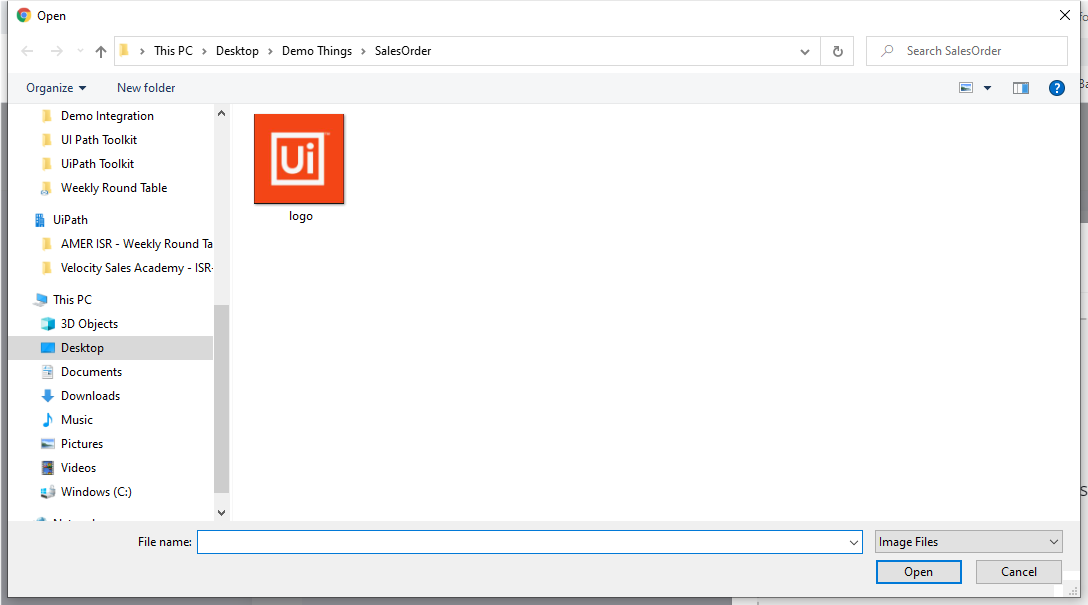 Open
This PC > Desktop > Demo Things > SalesOrder
Search SalesOrder
Organize
New folder
?
Demo Integration
UI Path Toolkit
UiPath Toolkit
Weekly Round Table
UiPath
AMER ISR - Weekly Round Ta
Velocity Sales Academy - ISR-
This PC
3D Objects
Desktop
Documents
Downloads
Music
Pictures
Videos
Windows (C:)
Ui
logo
File name:
Image Files
Open
Cancel